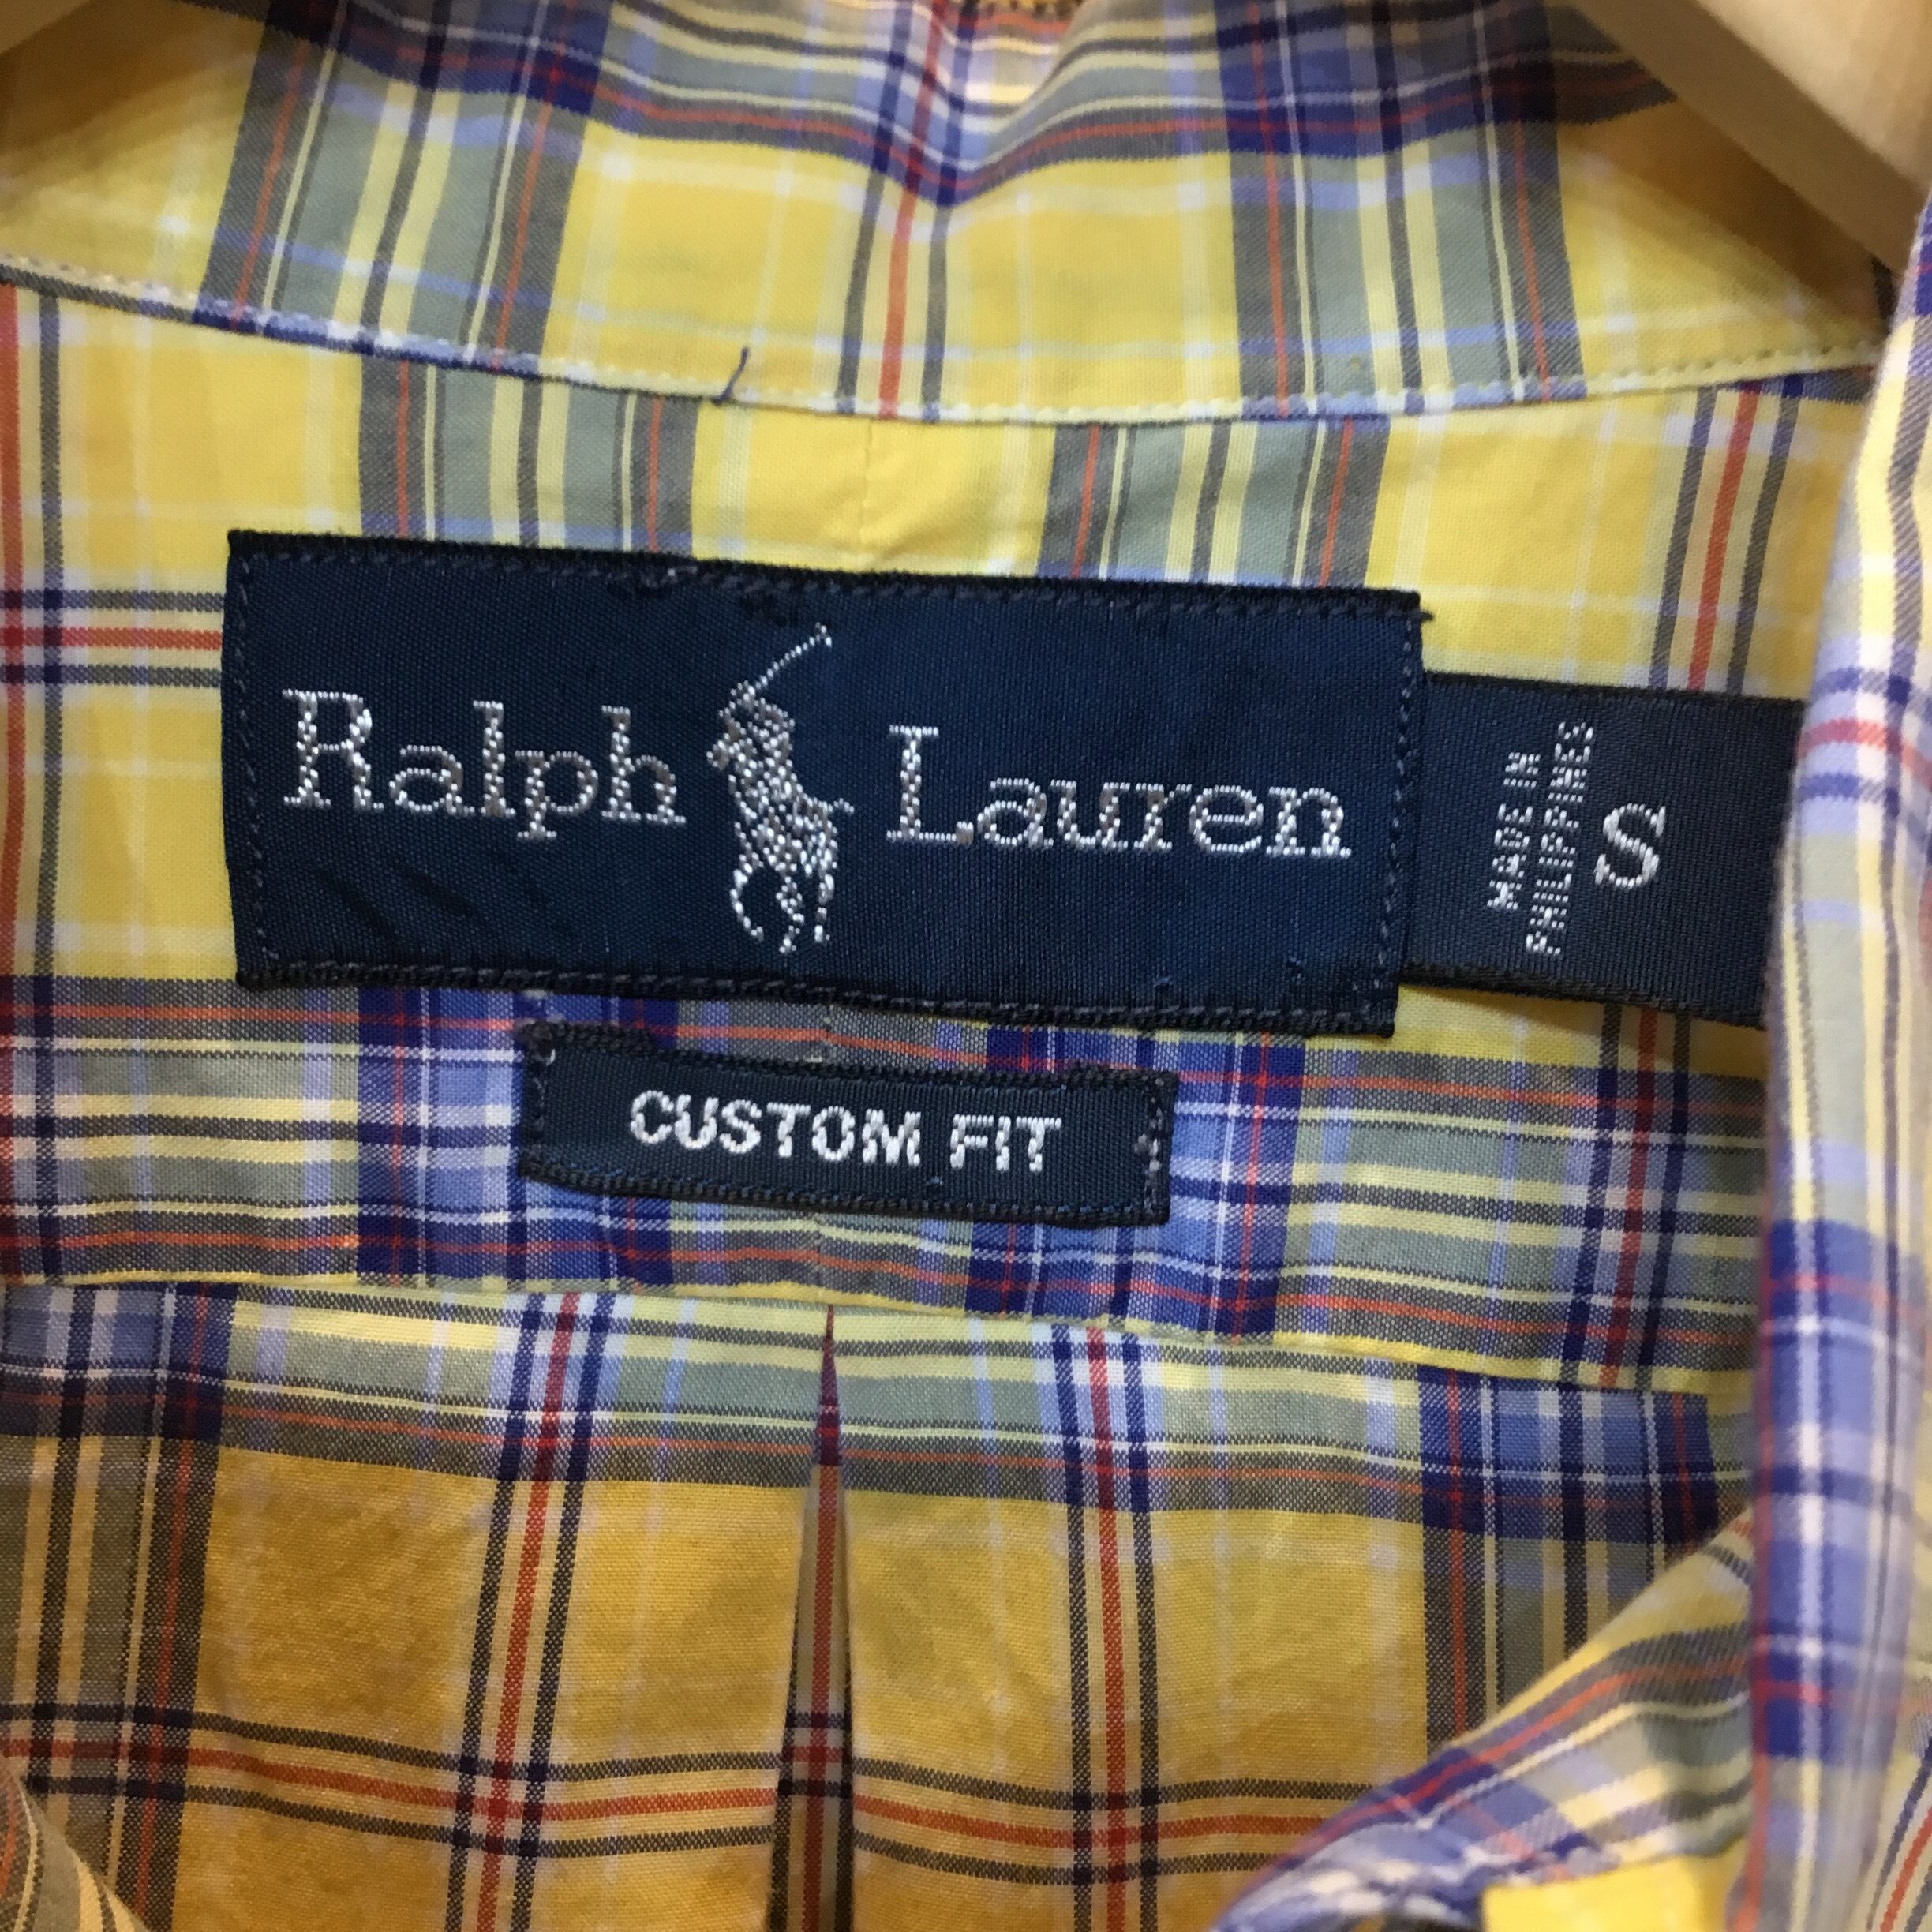 Ralph Lauren
MADE IN
PHILIPPINES
S
CUSTOM FIT